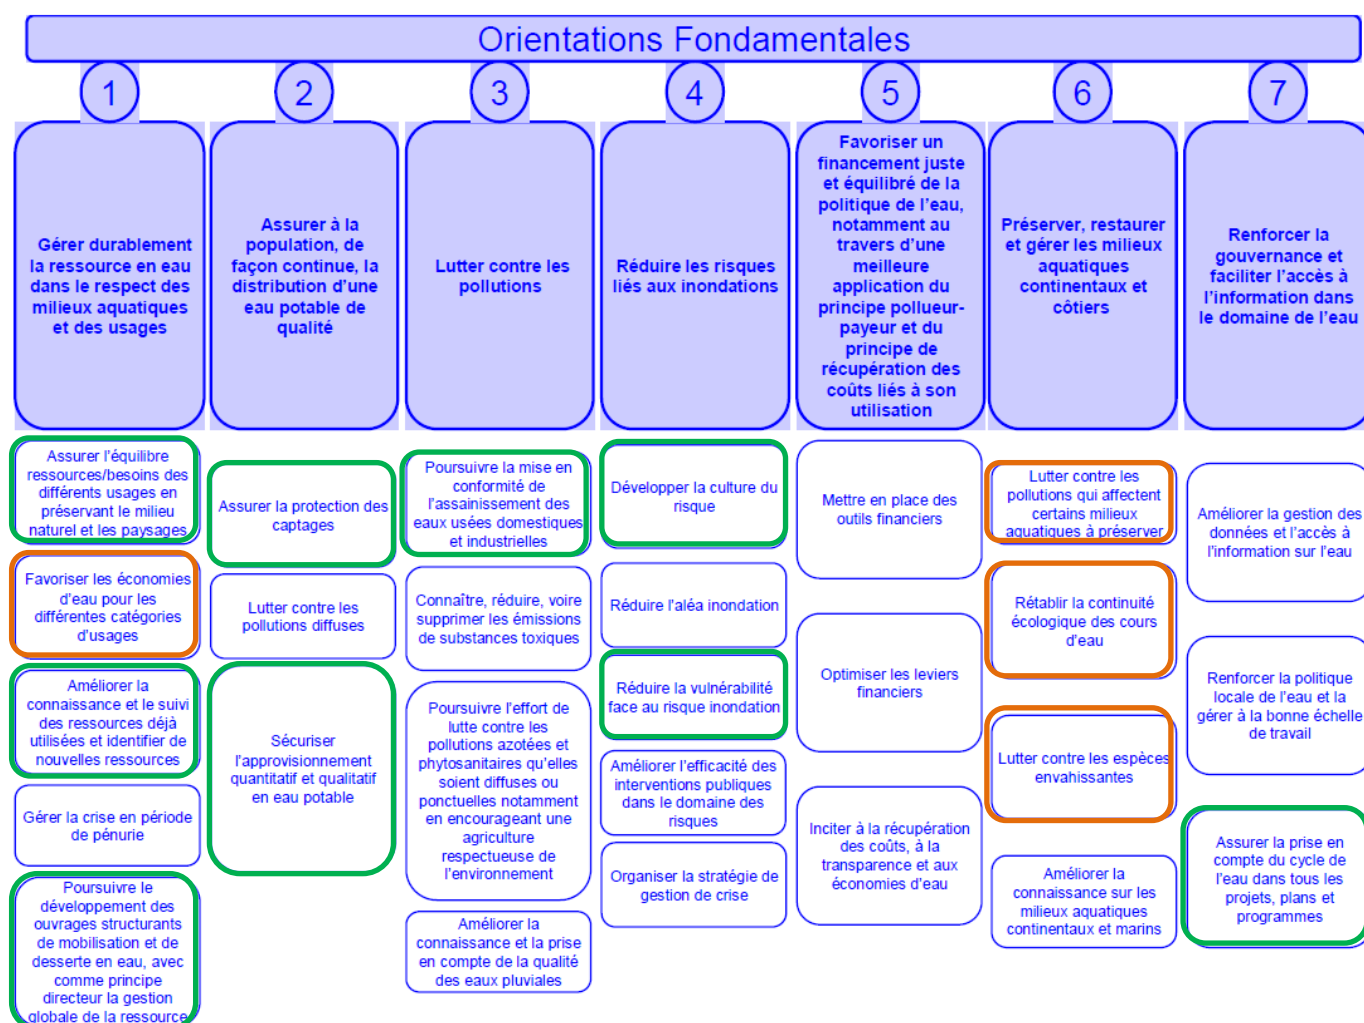 Orientations Fondamentales
1
Gérer durablement
la ressource en eau
dans le respect des
milieux aquatiques
et des usages
Assurer l'équilibre
ressources/besoins des
différents usages en
préservant le milieu
naturel et les paysages
Favoriser les économies
d'eau pour les
différentes catégories
d'usages
Améliorer la
connaissance et le suivi
des ressources déjà
utilisées et identifier de
nouvelles ressources
Gérer la crise en période
de pénurie
Poursuivre le
développement des
ouvrages structurants
de mobilisation et de
desserte en eau, avec
comme principe
directeur la gestion
globale de la ressource
2
Assurer à la
population, de
façon continue, la
distribution d'une
eau potable de
qualité
Assurer la protection des
captages
Lutter contre les
pollutions diffuses
Sécuriser
l'approvisionnement
quantitatif et qualitatif
en eau potable
3
Lutter contre les
pollutions
Poursuivre la mise en
conformité de
l'assainissement des
eaux usées domestiques
et industrielles
Connaître, réduire, voire
supprimer les émissions
de substances toxiques
Poursuivre l'effort de
lutte contre les
pollutions azotées et
phytosanitaires qu'elles
soient diffuses ou
ponctuelles notamment
en encourageant une
agriculture
respectueuse de
l'environnement
Améliorer la
connaissance et la prise
en compte de la qualité
des eaux pluviales
4
Réduire les risques
liés aux inondations
Développer la culture du
risque
Réduire l'aléa inondation
Réduire la vulnérabilité
face au risque inondation
Améliorer l'efficacité des
interventions publiques
dans le domaine des
risques
Organiser la stratégie de
gestion de crise
5
Favoriser un
financement juste
et équilibré de la
politique de l'eau,
notamment au
travers d'une
meilleure
application du
principe pollueur-
payeur et du
principe de
récupération des
coûts liés à son
utilisation
Mettre en place des
outils financiers
Optimiser les leviers
financiers
Inciter à la récupération
des coûts, à la
transparence et aux
économies d'eau
6
Préserver, restaurer
et gérer les milieux
aquatiques
continentaux et
côtiers
Lutter contre les
pollutions qui affectent
certains milieux
aquatiques à préserver
Rétablir la continuité
écologique des cours
d'eau
Lutter contre les espèces
envahissantes
Améliorer la
connaissance sur les
milieux aquatiques
continentaux et marins
7
Renforcer la
gouvernance et
faciliter l'accès à
l'information dans
le domaine de l'eau
Améliorer la gestion des
données et l'accès à
l'information sur l'eau
Renforcer la politique
locale de l'eau et la
gérer à la bonne échelle
de travail
Assurer la prise en
compte du cycle de
l'eau dans tous les
projets, plans et
programmes